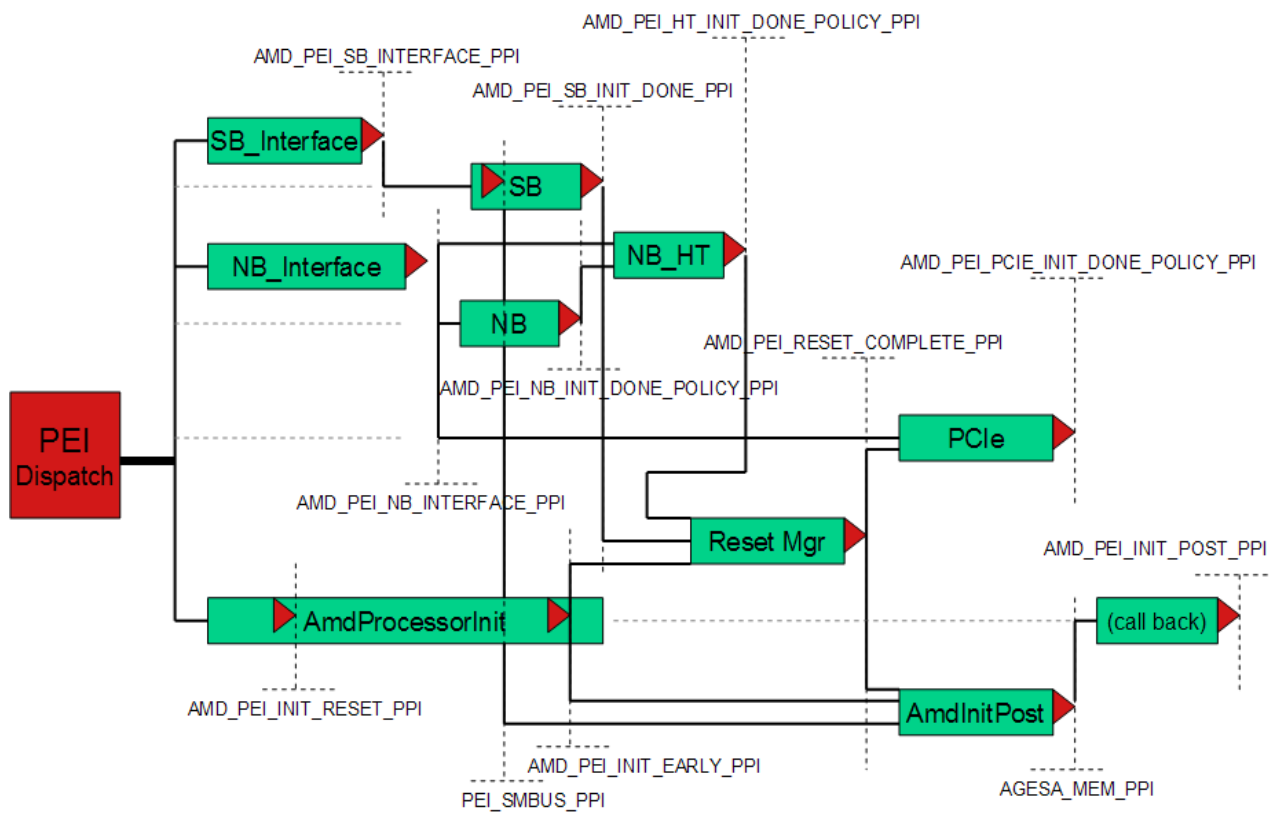 AMD_PEI_HT_INIT_DONE_POLICY_PPI
AMD_PEI_SB_INTERFACE_PPI
AMD_PEI_SB_INIT_DONE_PPI
SB_Interface
SB
NB_HT
NB_Interface
AMD_PEI_PCIE_INIT_DONE_POLICY_PPI
NB
AMD_PEI_RESET_COMPLETE_PPI
AMD_PEI_NB_INIT_DONE_POLICY_PPI
PEI
Dispatch
PCIe
AMD_PEI_NB_INTERFACE_PPI
Reset Mgr
AMD_PEI_INIT_POST_PPI
AmdProcessorInit
(call back)
AMD_PEI_INIT_RESET_PPI
AmdInitPost
AMD_PEI_INIT_EARLY_PPI
AGESA_MEM_PPI
PEI_SMBUS_PPI